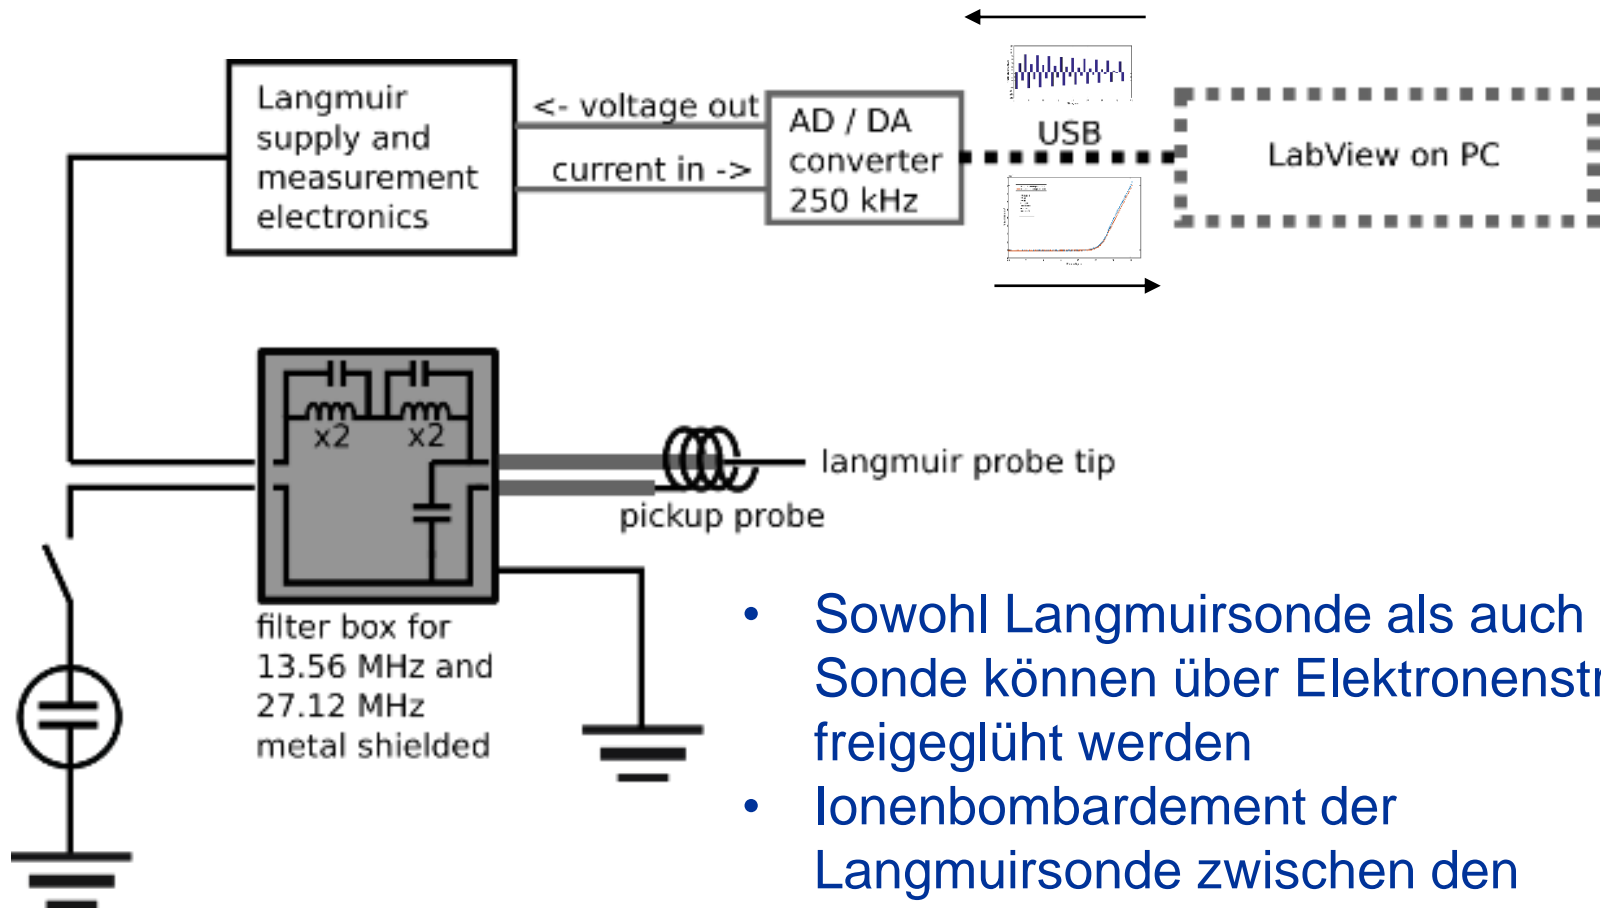 Langmuir
supply and
measurement
electronics
<- voltage out
current in ->
AD / DA
converter
250 kHz
USB
LabView on PC
x2 x2
langmuir probe tip
pickup probe
filter box for
13.56 MHz and
27.12 MHz
metal shielded
• Sowohl Langmuirsonde als auch
Sonde können über
freigeglüht werden
• Ionenbombardement der
Langmuirsonde zwischen den